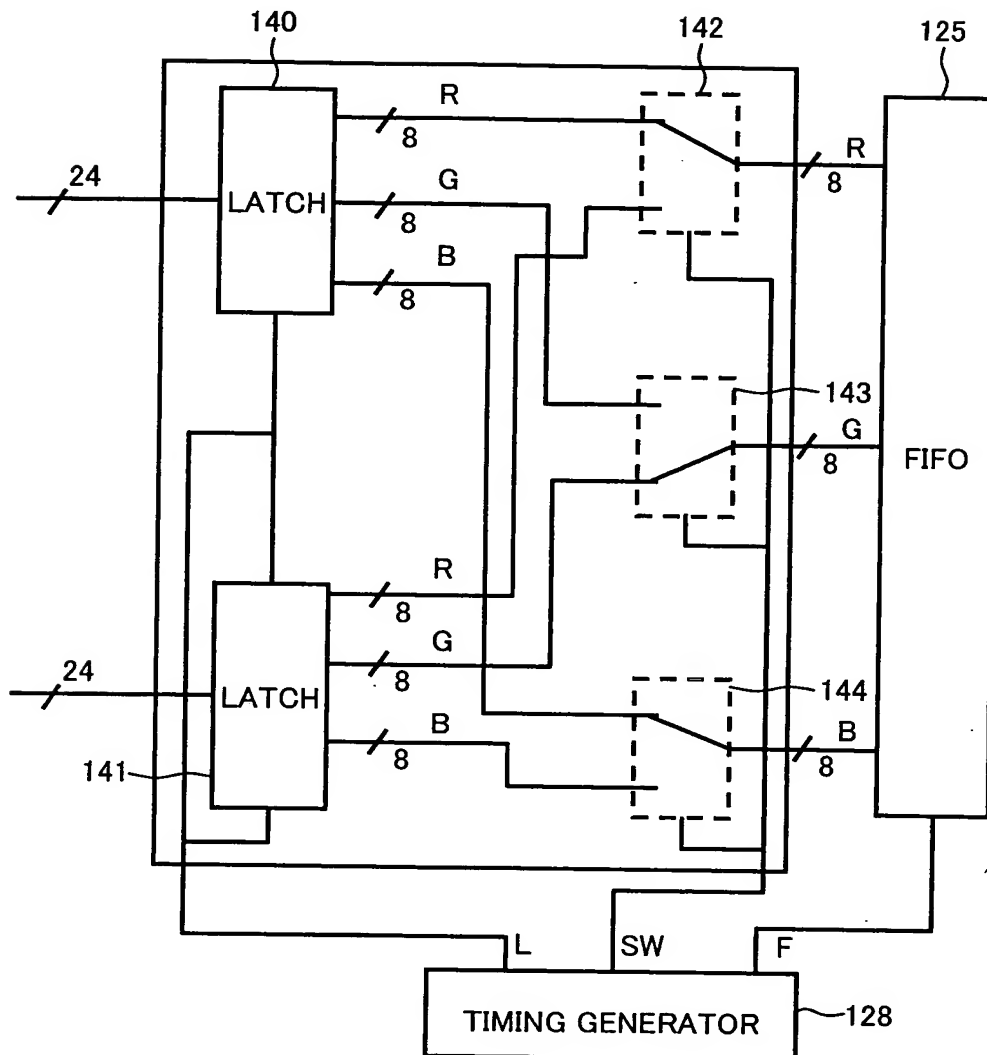 140
142
125
R
8
R
8
24
LATCH
G
8
B
8
143
G
8
FIFO
R
8
24
LATCH
G
8
144
B
8
B
8
141
L
SW
F
TIMING GENERATOR
128